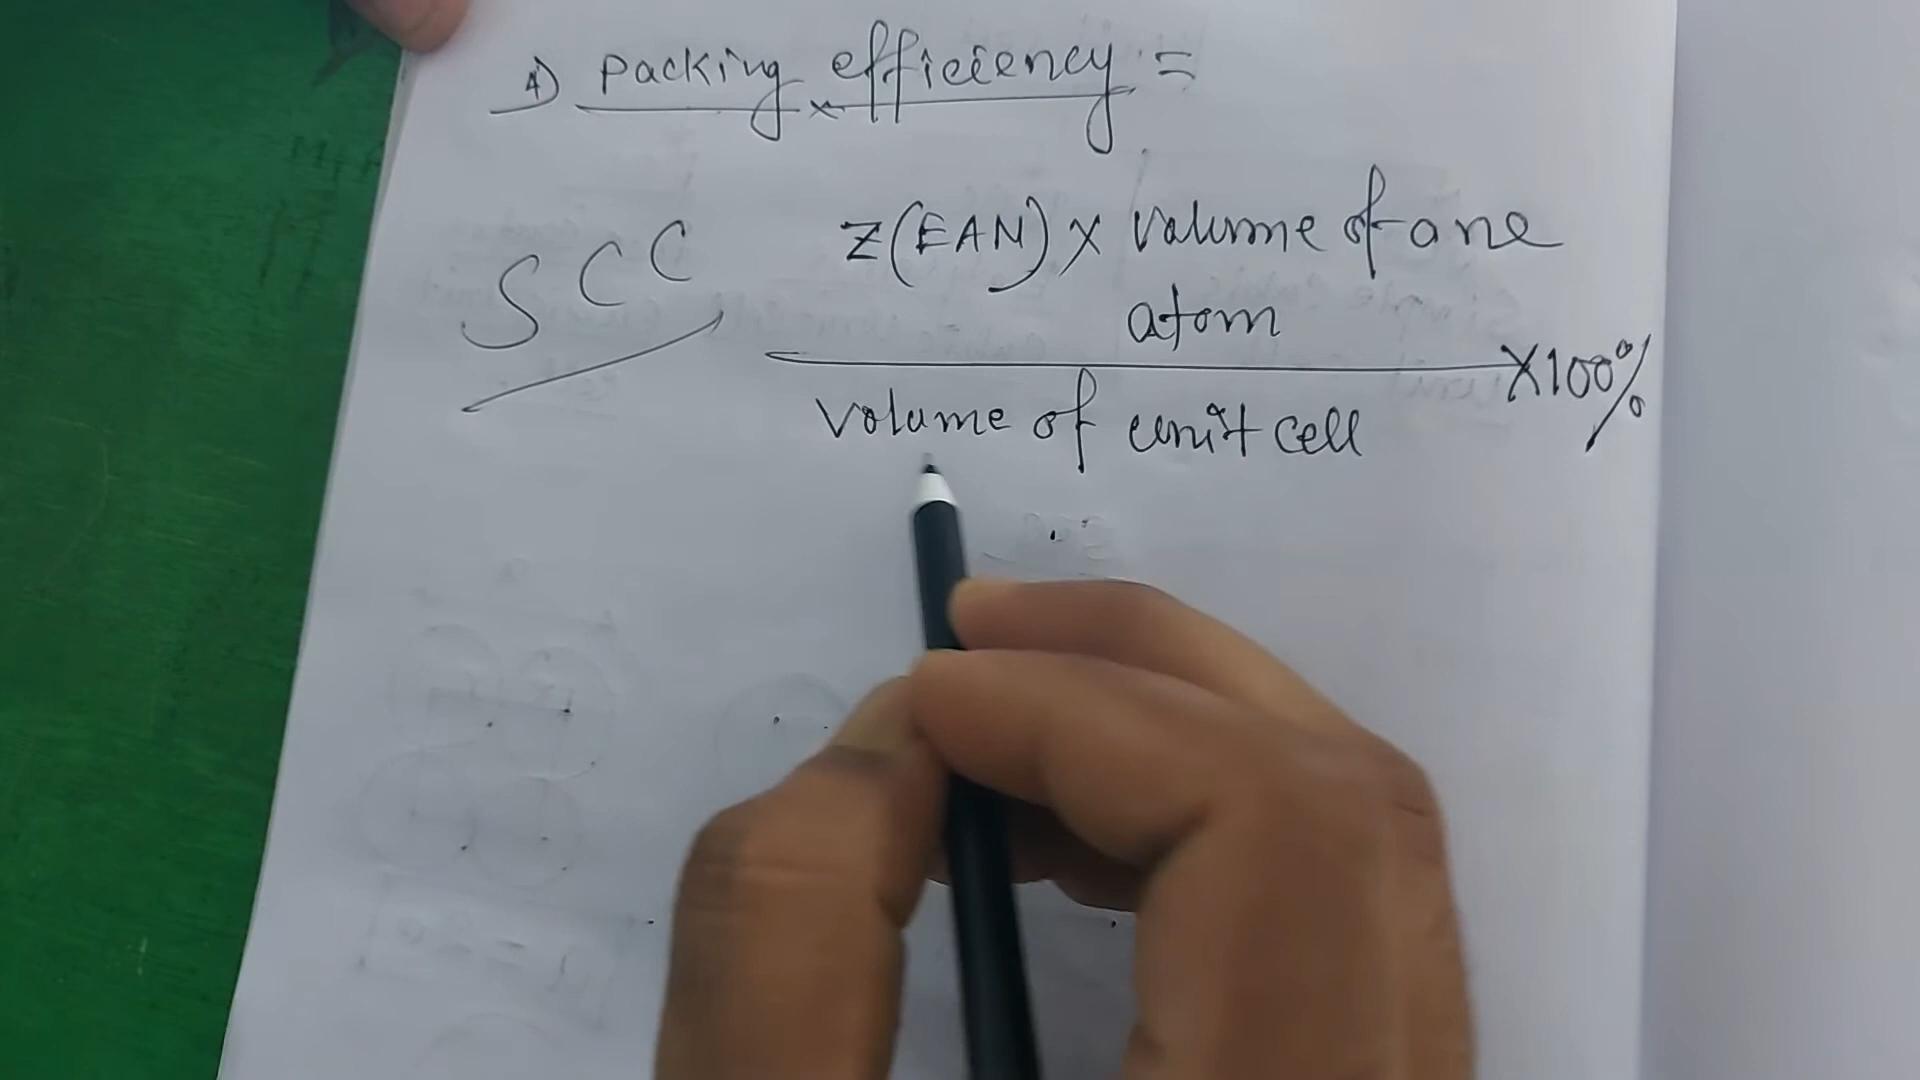 4) Packing efficiency =
SCC
Z(EAN) X Volume of one
atom
X100%
Volume of unit cell